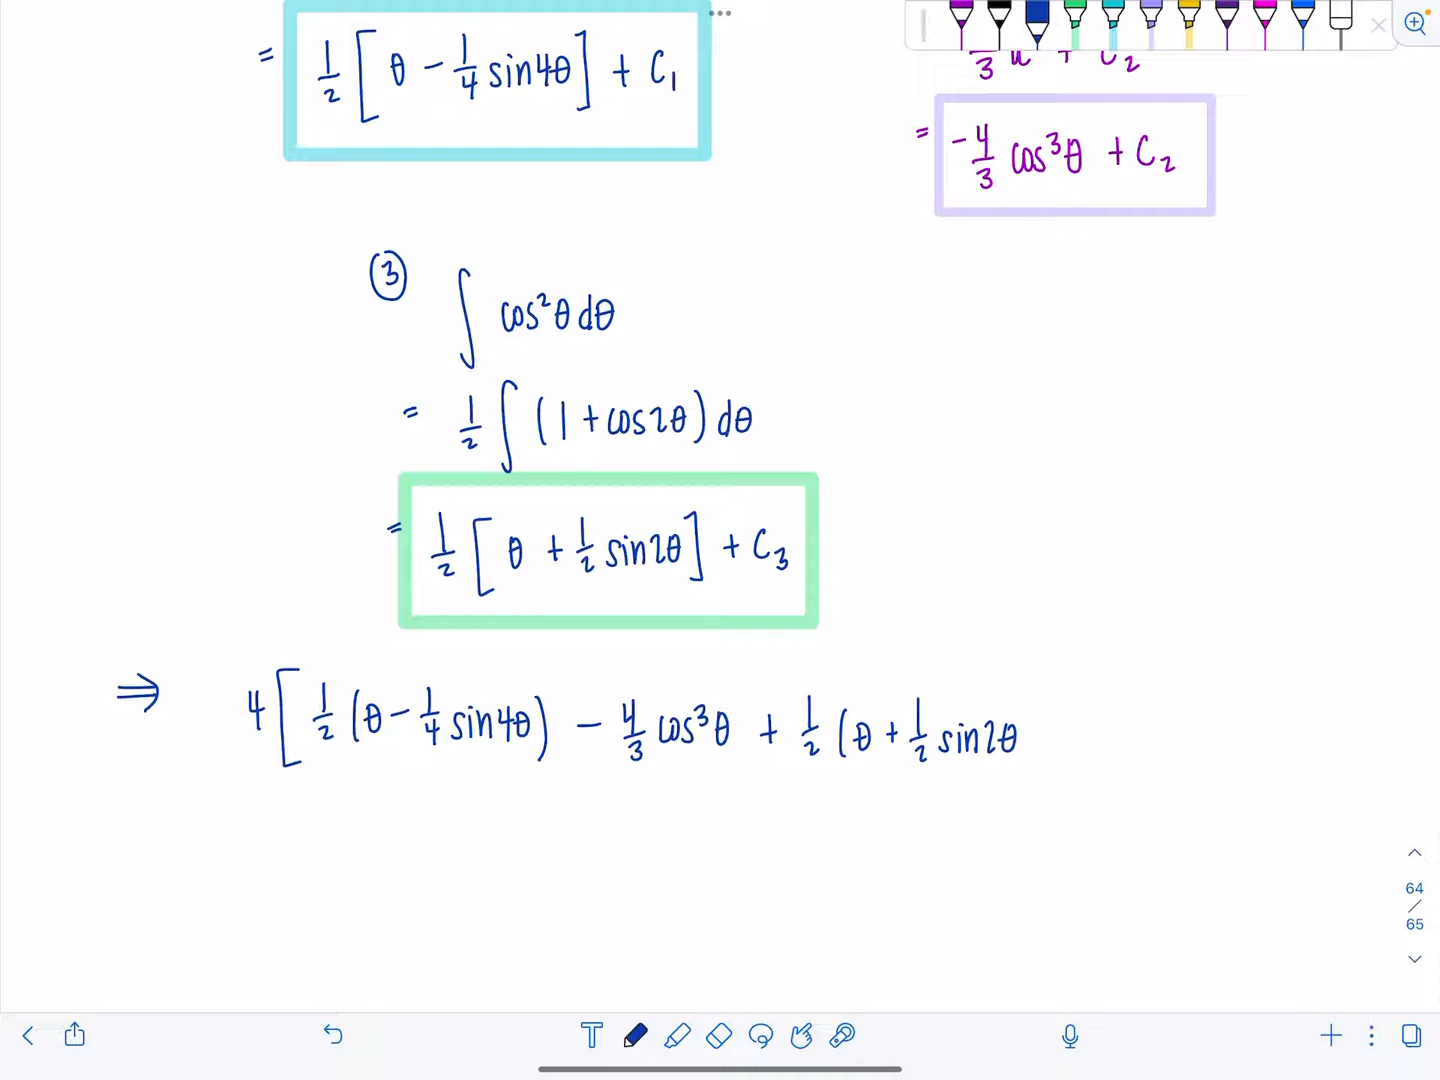 = 1/2 [ θ − 1/4 sin4θ ] + C₁
/3 u + C₂
= −4/3 cos³θ + C₂
③ ∫ cos²θ dθ
= 1/2 ∫ (1 + cos2θ) dθ
= 1/2 [ θ + 1/2 sin2θ ] + C₃
⇒ 4 [ 1/2 (θ − 1/4 sin4θ) − 4/3 cos³θ + 1/2 (θ + 1/2 sin2θ
64
/
65
T